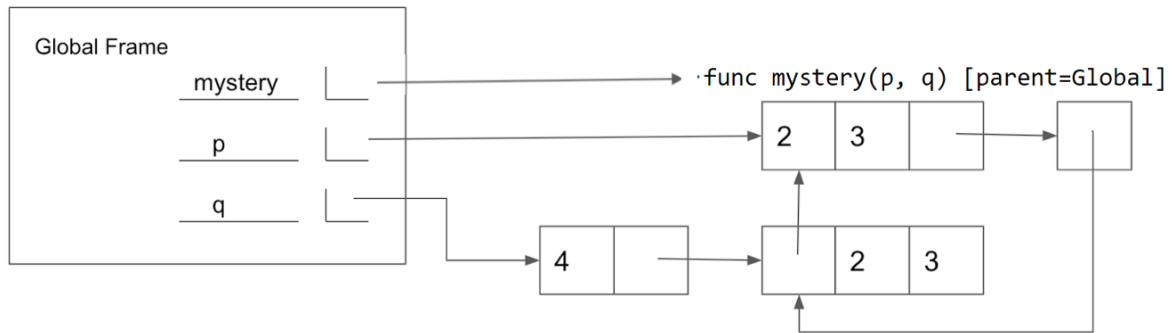 Global Frame
mystery
func mystery(p, q) [parent=Global]
p
2 3
q
4
2 3